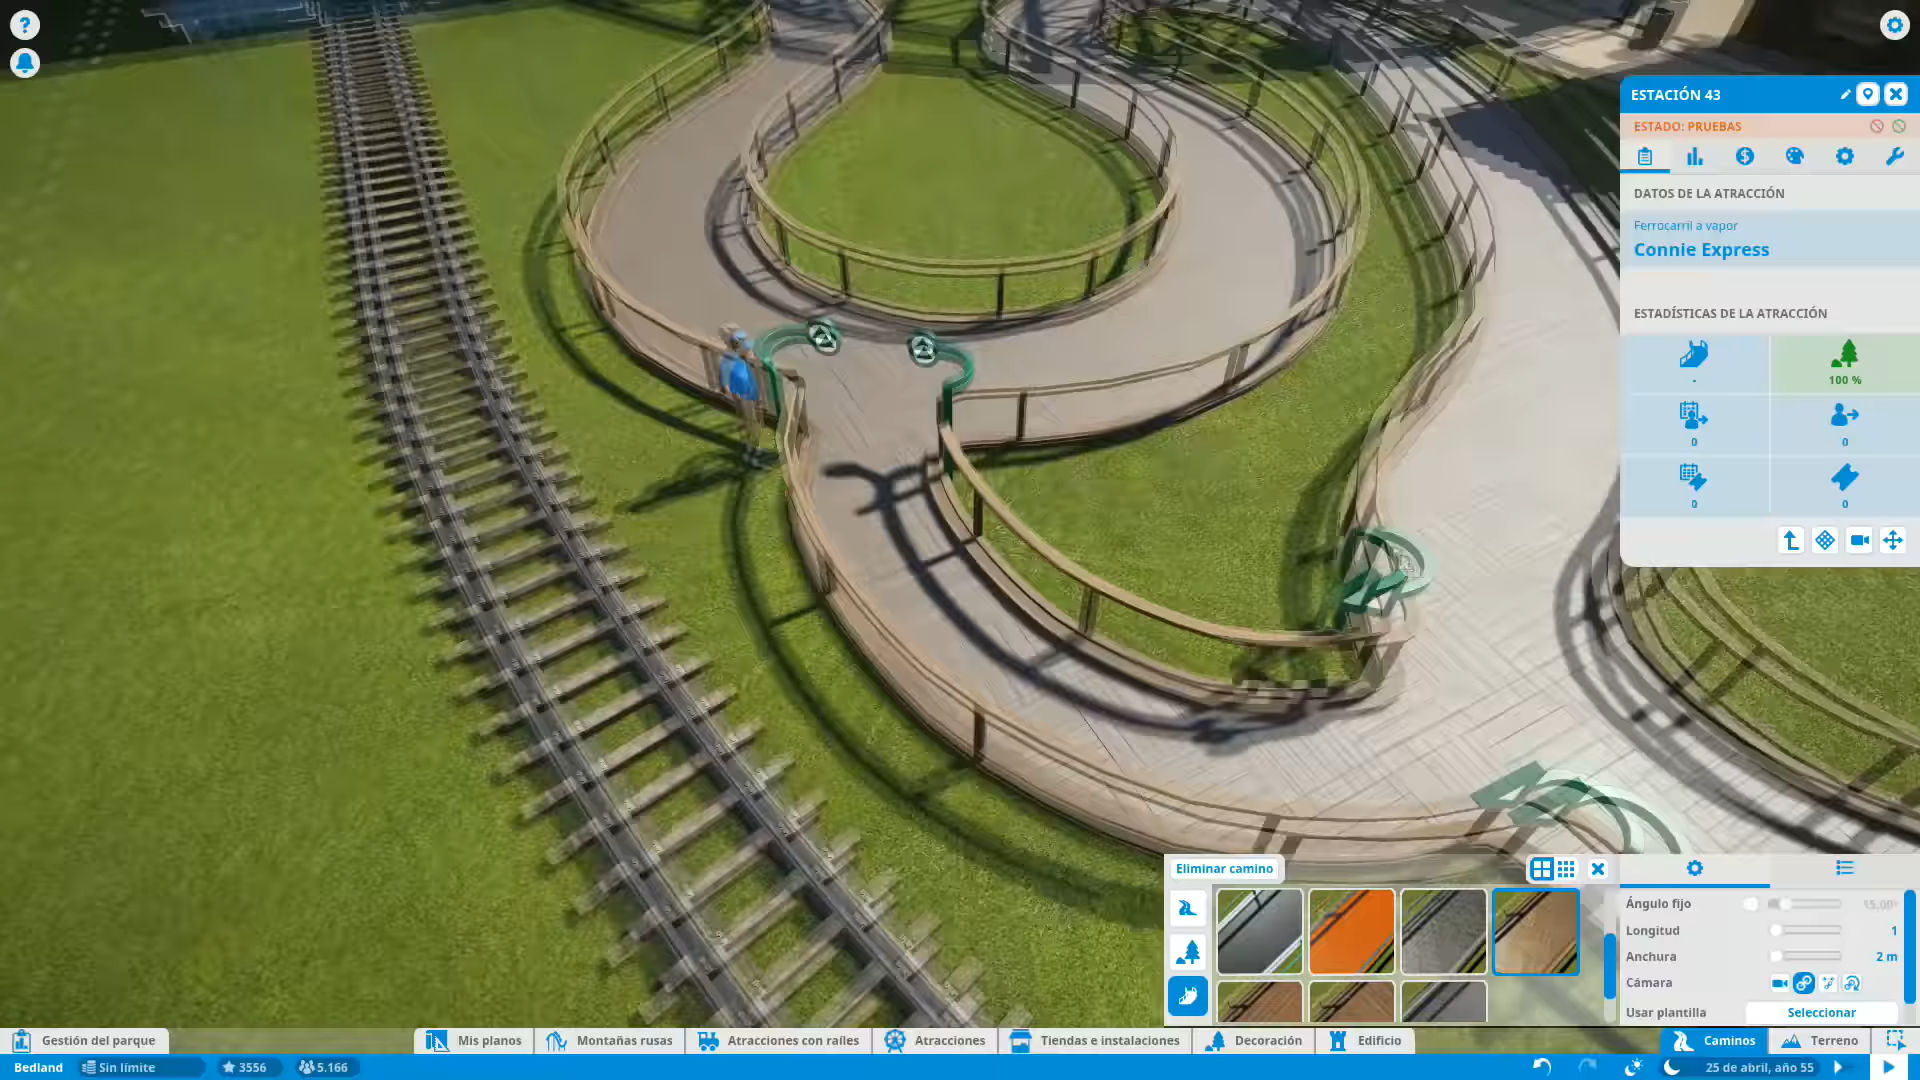 ?
ESTACIÓN 43
ESTADO: PRUEBAS
DATOS DE LA ATRACCIÓN
Ferrocarril a vapor
Connie Express
ESTADÍSTICAS DE LA ATRACCIÓN
-
100 %
0
0
0
0
Eliminar camino
Ángulo fijo 15,00°
Longitud 1
Anchura 2 m
Cámara
Usar plantilla Seleccionar
Gestión del parque
Mis planos
Montañas rusas
Atracciones con raíles
Atracciones
Tiendas e instalaciones
Decoración
Edificio
Caminos
Terreno
Bedland
Sin límite
3556
5.166
25 de abril, año 55